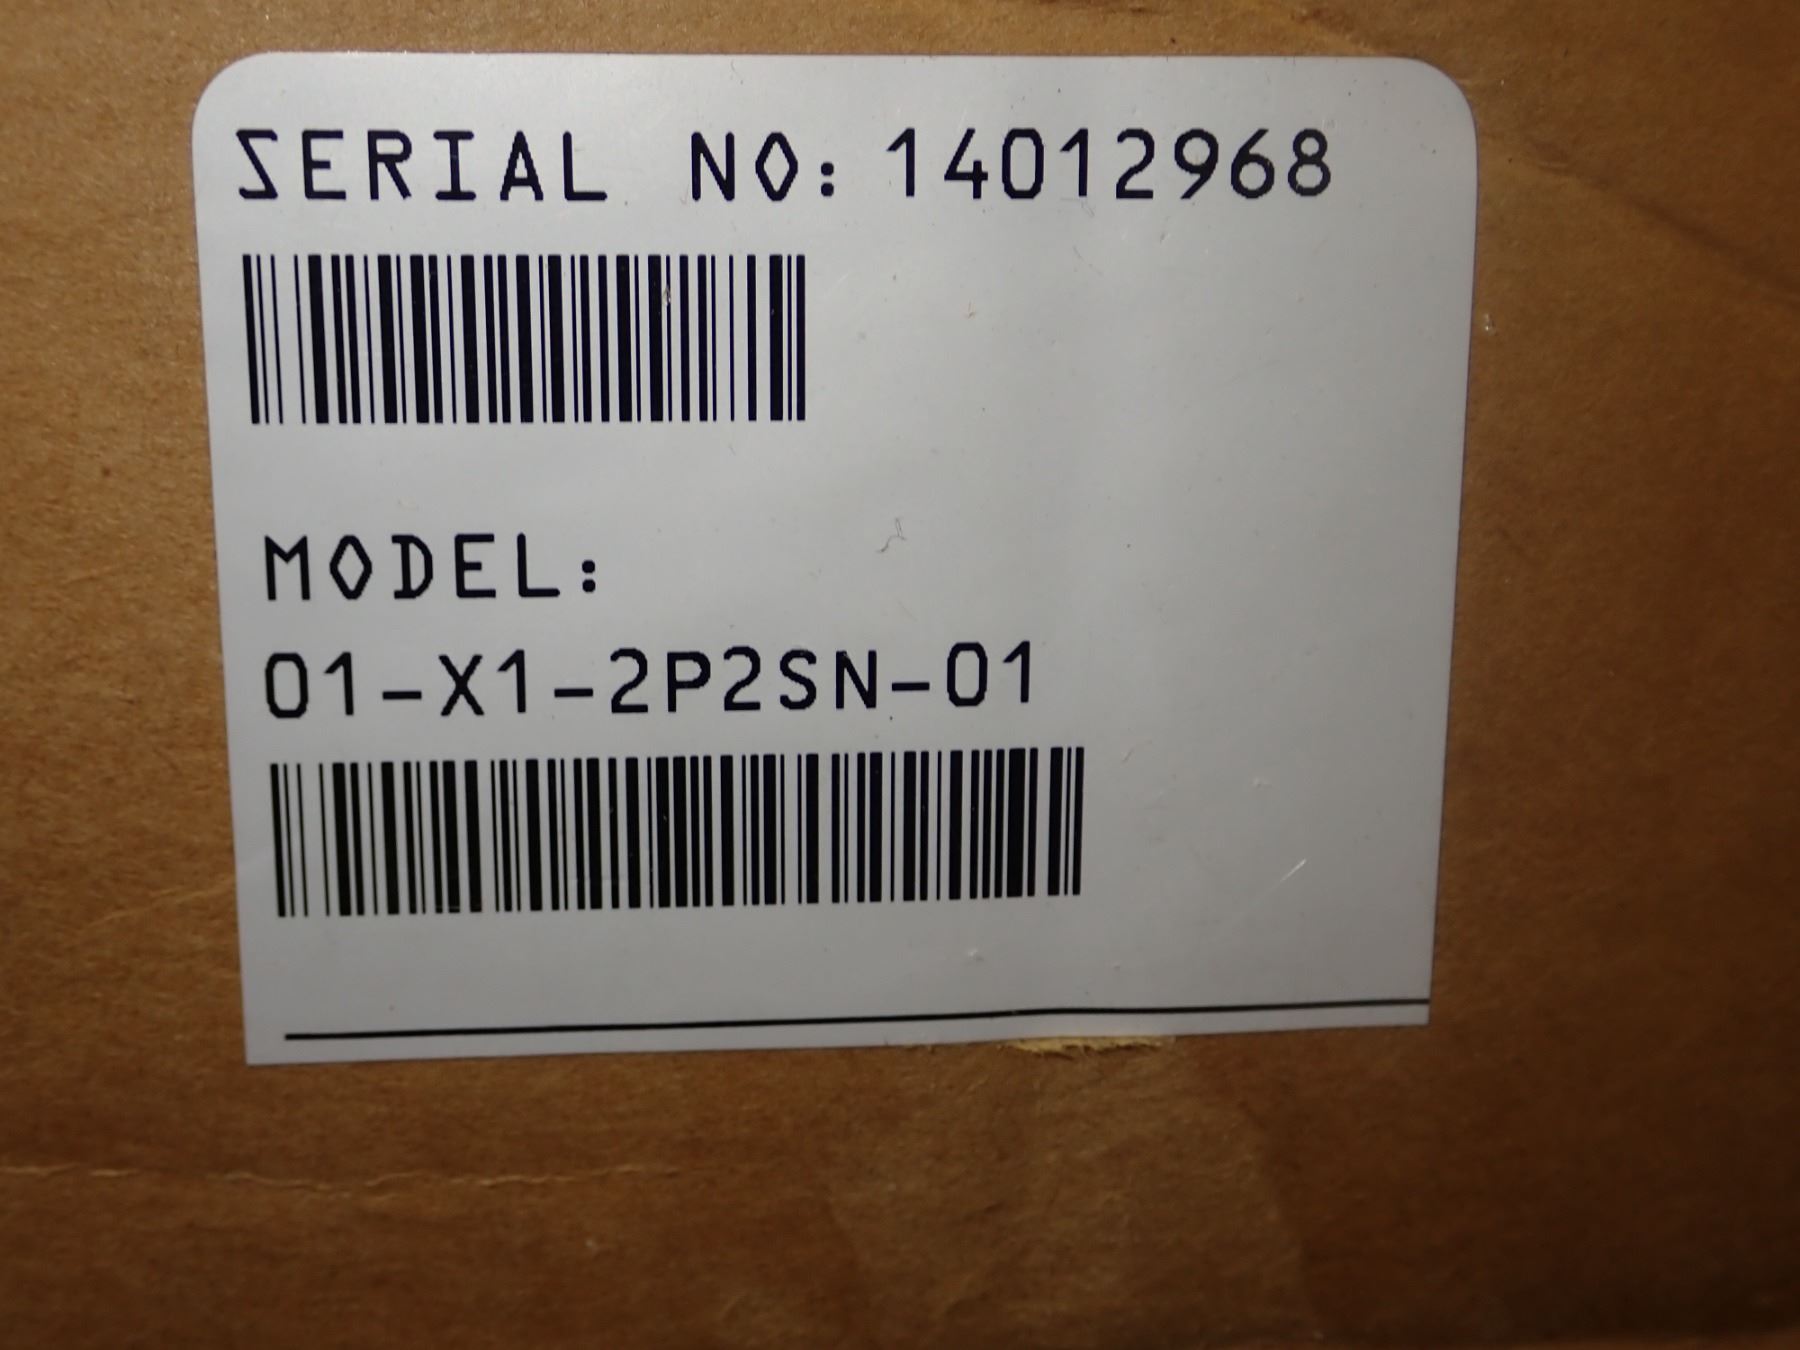 SERIAL NO: 14012968
MODEL:
01-X1-2P2SN-01